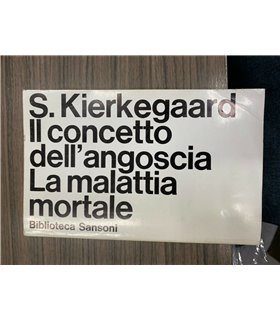 S. Kierkegaard
Il concetto
dell'angoscia
La malattia
mortale
Biblioteca Sansoni